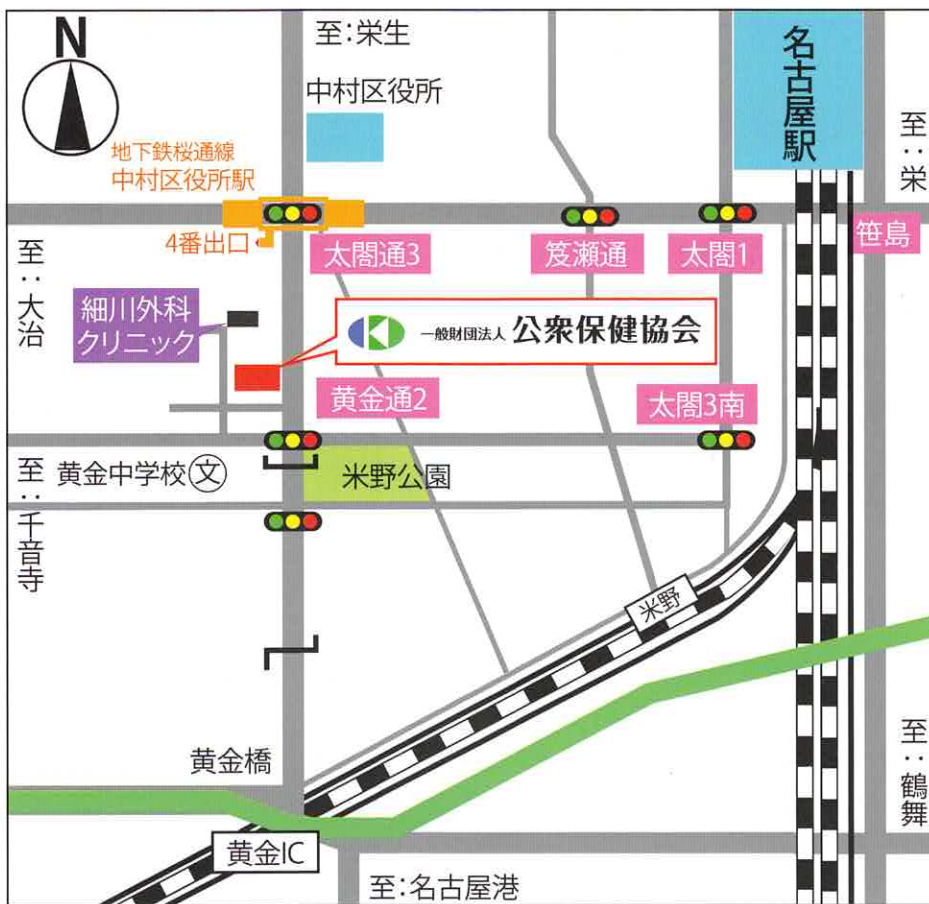 N
至:栄生
中村区役所
名古屋駅
至:栄
地下鉄桜通線
中村区役所駅
4番出口
太閤通3
笈瀬通
太閤1
笹島
至:大治
細川外科
クリニック
一般財団法人 公衆保健協会
黄金通2
太閤3南
至:千音寺
黄金中学校 文
米野公園
米野
黄金橋
至:鶴舞
黄金IC
至:名古屋港